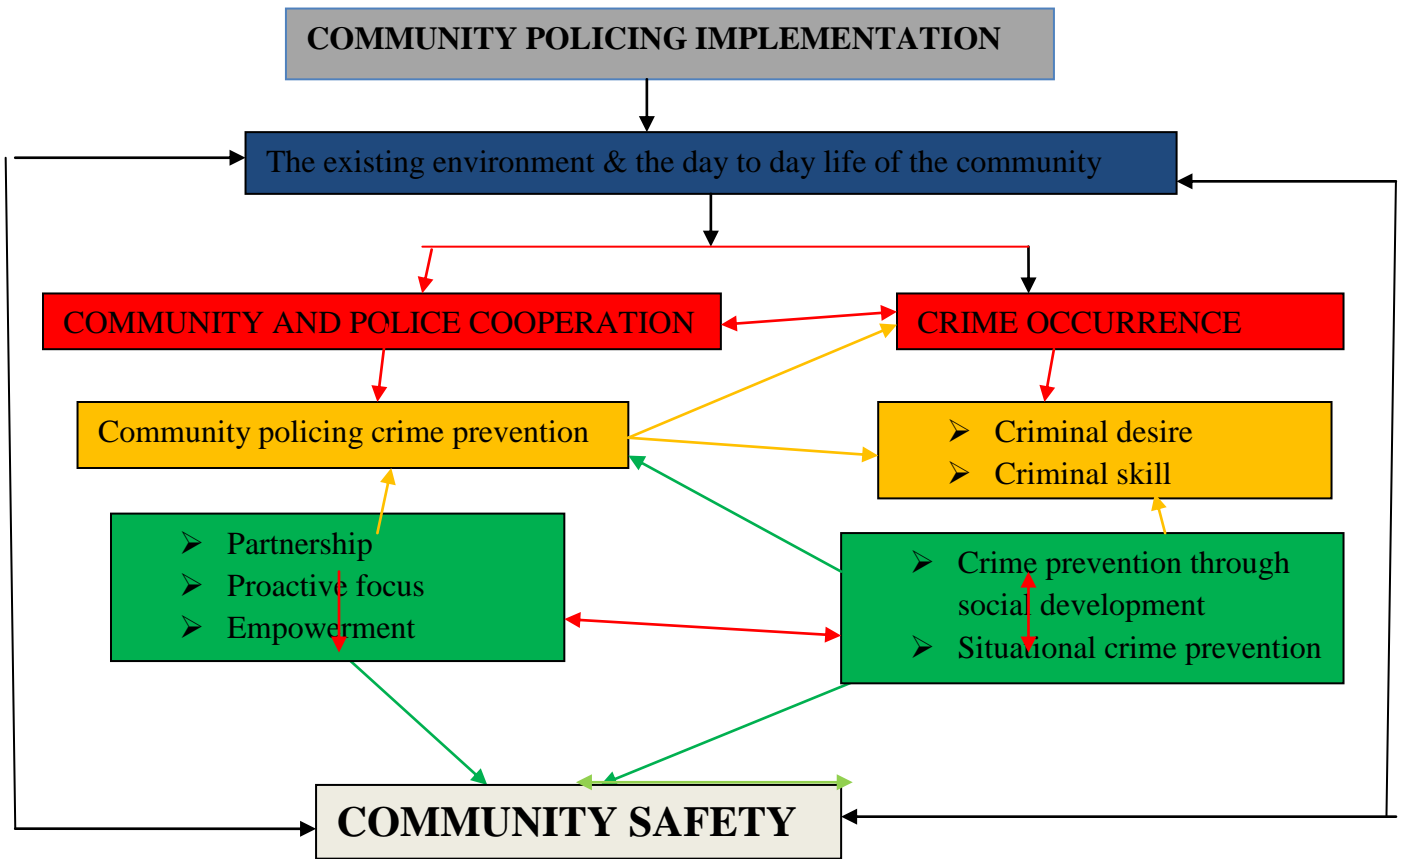 COMMUNITY POLICING IMPLEMENTATION
The existing environment & the day to day life of the community
COMMUNITY AND POLICE COOPERATION
CRIME OCCURRENCE
Community policing crime prevention
➢ Criminal desire
➢ Criminal skill
➢ Partnership
➢ Proactive focus
➢ Empowerment
➢ Crime prevention through
social development
➢ Situational crime prevention
COMMUNITY SAFETY